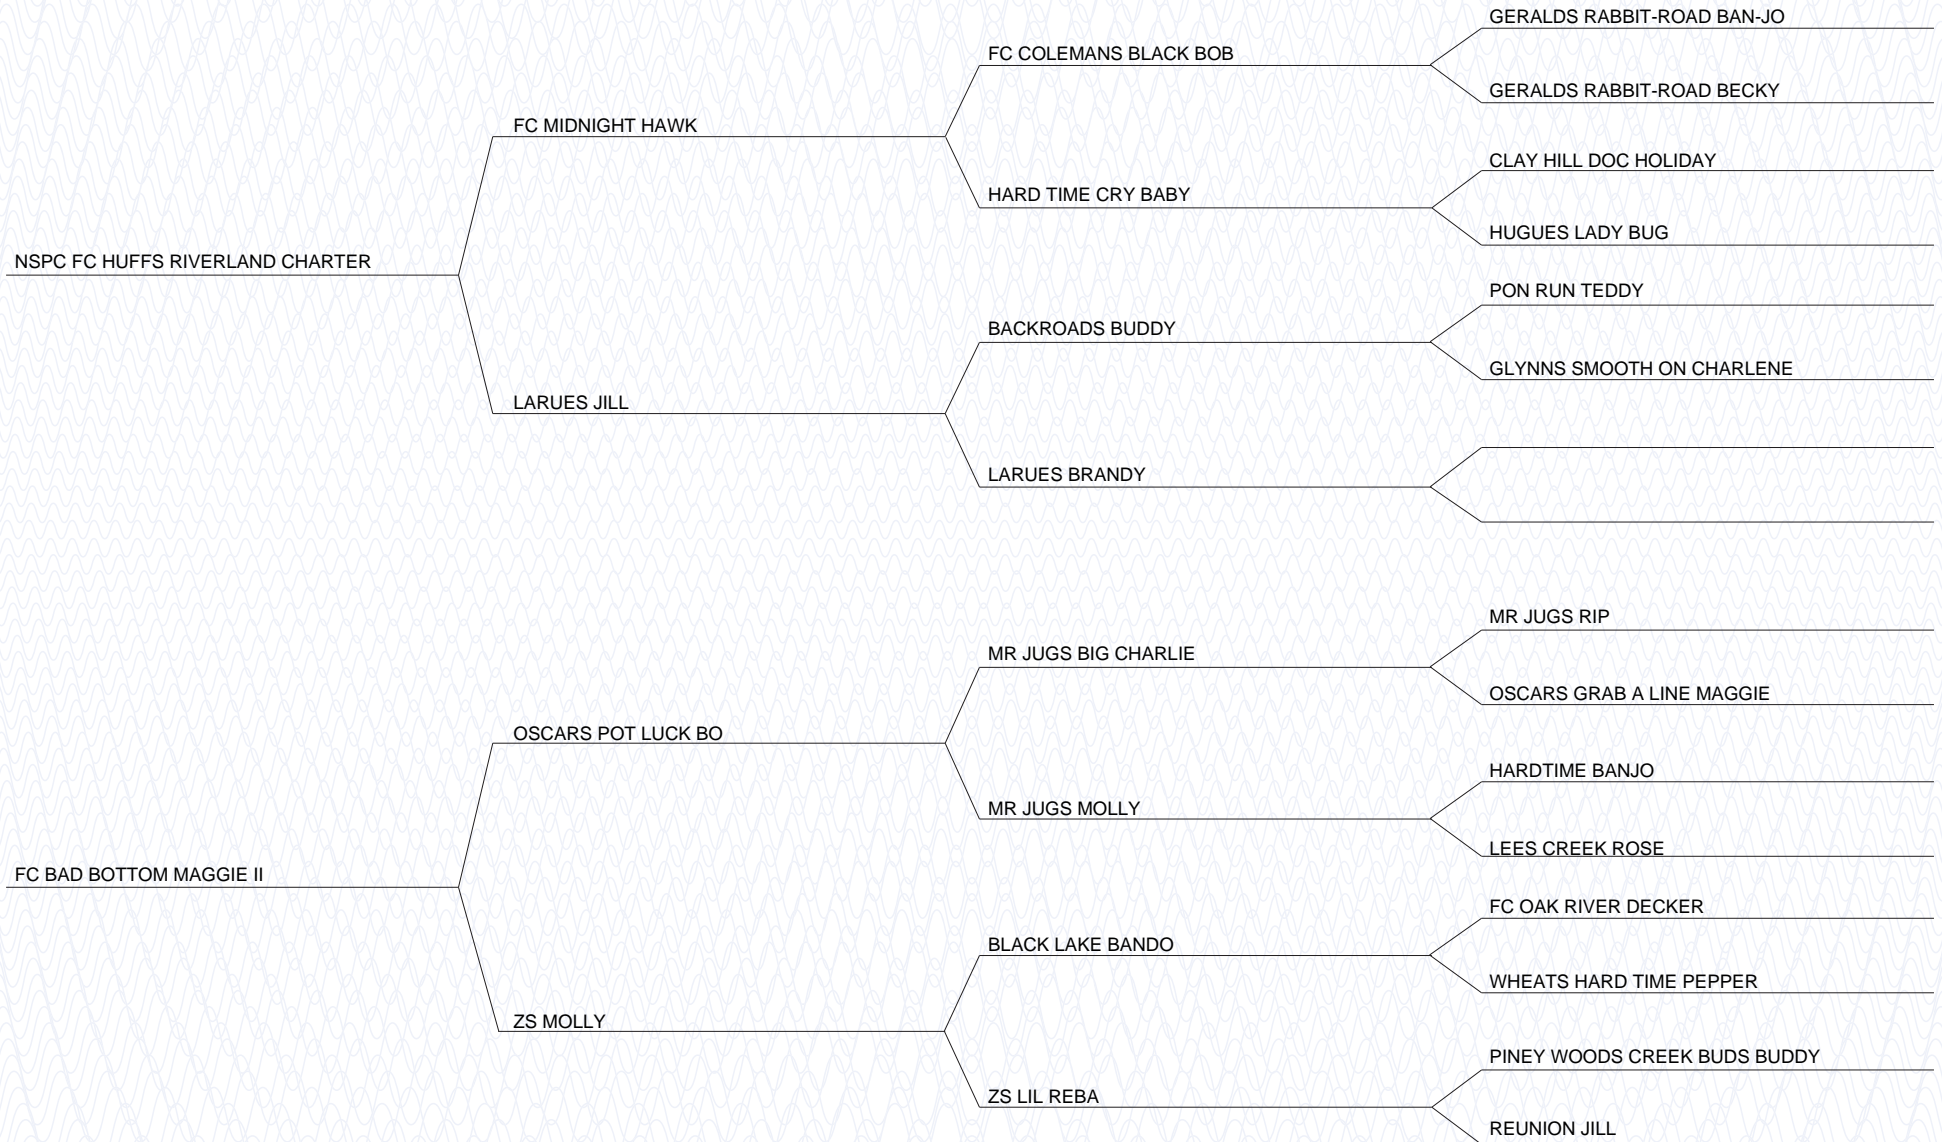 GERALDS RABBIT-ROAD BAN-JO
FC COLEMANS BLACK BOB
GERALDS RABBIT-ROAD BECKY
FC MIDNIGHT HAWK
CLAY HILL DOC HOLIDAY
HARD TIME CRY BABY
HUGUES LADY BUG
NSPC FC HUFFS RIVERLAND CHARTER
PON RUN TEDDY
BACKROADS BUDDY
GLYNNS SMOOTH ON CHARLENE
LARUES JILL
LARUES BRANDY
MR JUGS RIP
MR JUGS BIG CHARLIE
OSCARS GRAB A LINE MAGGIE
OSCARS POT LUCK BO
HARDTIME BANJO
MR JUGS MOLLY
LEES CREEK ROSE
FC BAD BOTTOM MAGGIE II
FC OAK RIVER DECKER
BLACK LAKE BANDO
WHEATS HARD TIME PEPPER
ZS MOLLY
PINEY WOODS CREEK BUDS BUDDY
ZS LIL REBA
REUNION JILL